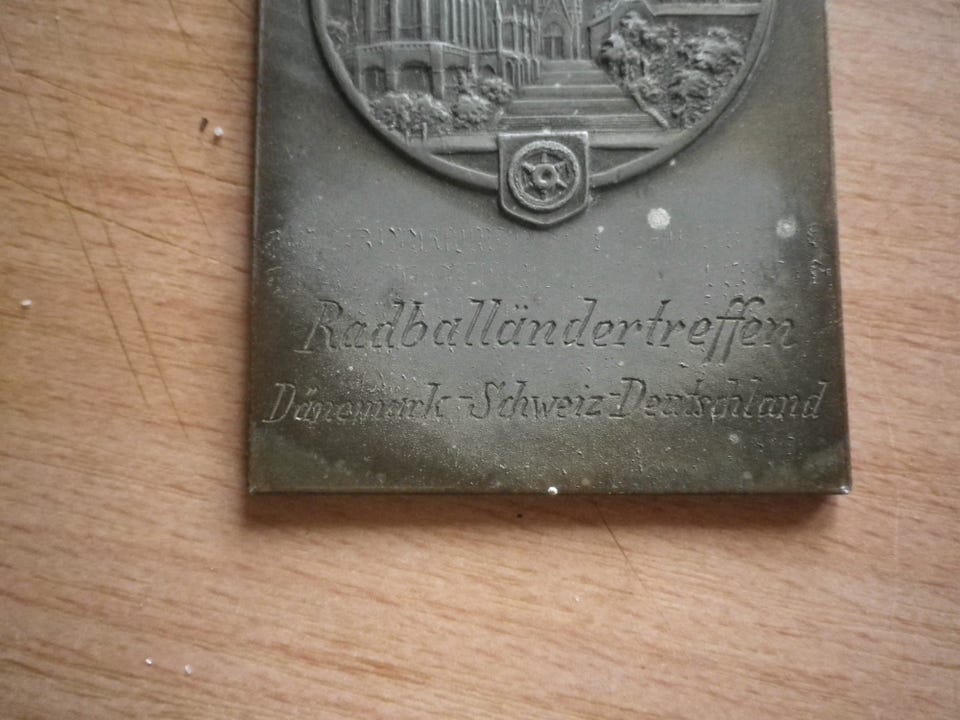 Radballändertreffen
Dänemark-Schweiz-Deutschland